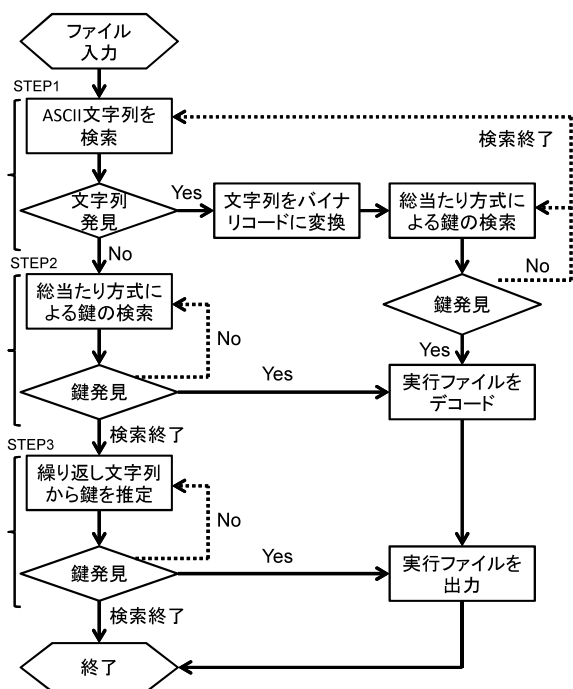 ファイル
入力
STEP1
ASCII文字列を
検索
検索終了
文字列
発見
Yes
文字列をバイナ
リコードに変換
総当たり方式に
よる鍵の検索
No
No
STEP2
総当たり方式に
よる鍵の検索
No
鍵発見
Yes
鍵発見
Yes
実行ファイルを
デコード
検索終了
STEP3
繰り返し文字列
から鍵を推定
No
鍵発見
Yes
実行ファイルを
出力
検索終了
終了